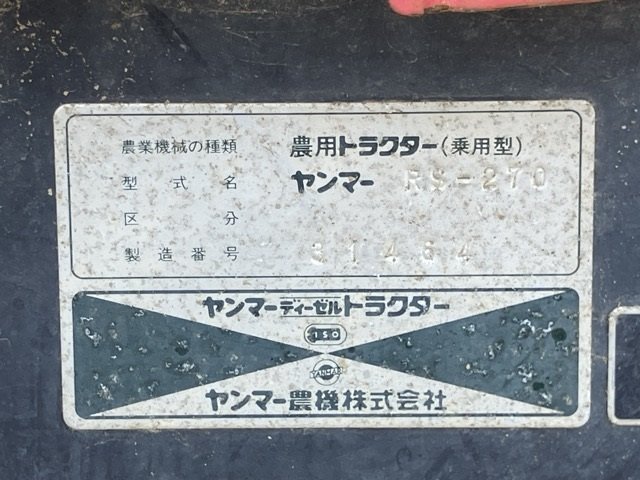 農業機械の種類 農用トラクター(乗用型)
型式名 ヤンマー RS-270
区分
製造番号 31464
ヤンマーディーゼルトラクター
ISO
YANMAR
ヤンマー農機株式会社